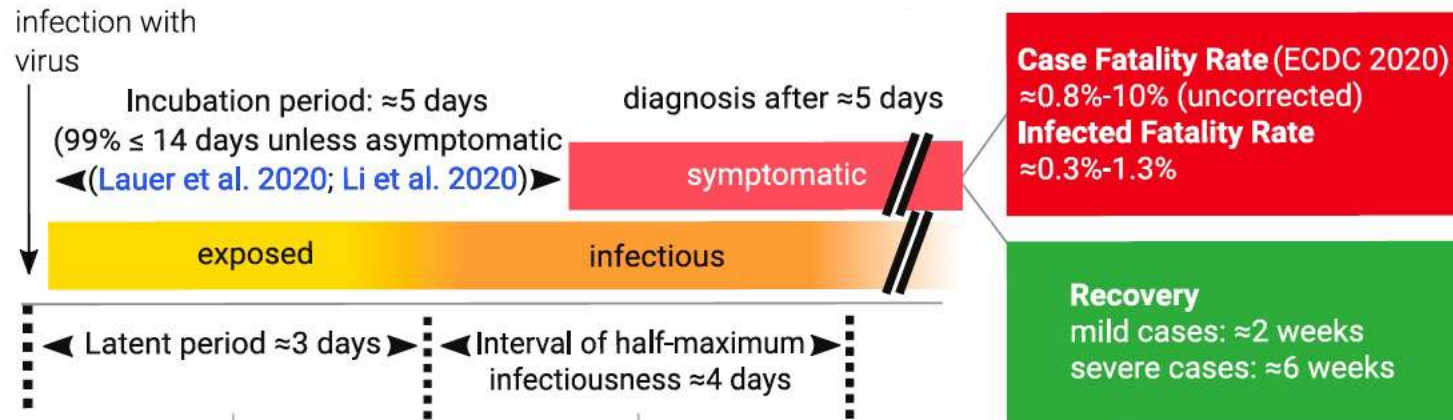 infection with
virus
Incubation period: ≈5 days
(99% ≤ 14 days unless asymptomatic
(Lauer et al. 2020; Li et al. 2020)
diagnosis after ≈5 days
symptomatic
exposed
infectious
Latent period ≈3 days
Interval of half-maximum
infectiousness ≈4 days
Case Fatality Rate (ECDC 2020)
≈0.8%-10% (uncorrected)
Infected Fatality Rate
≈0.3%-1.3%
Recovery
mild cases: ≈2 weeks
severe cases: ≈6 weeks